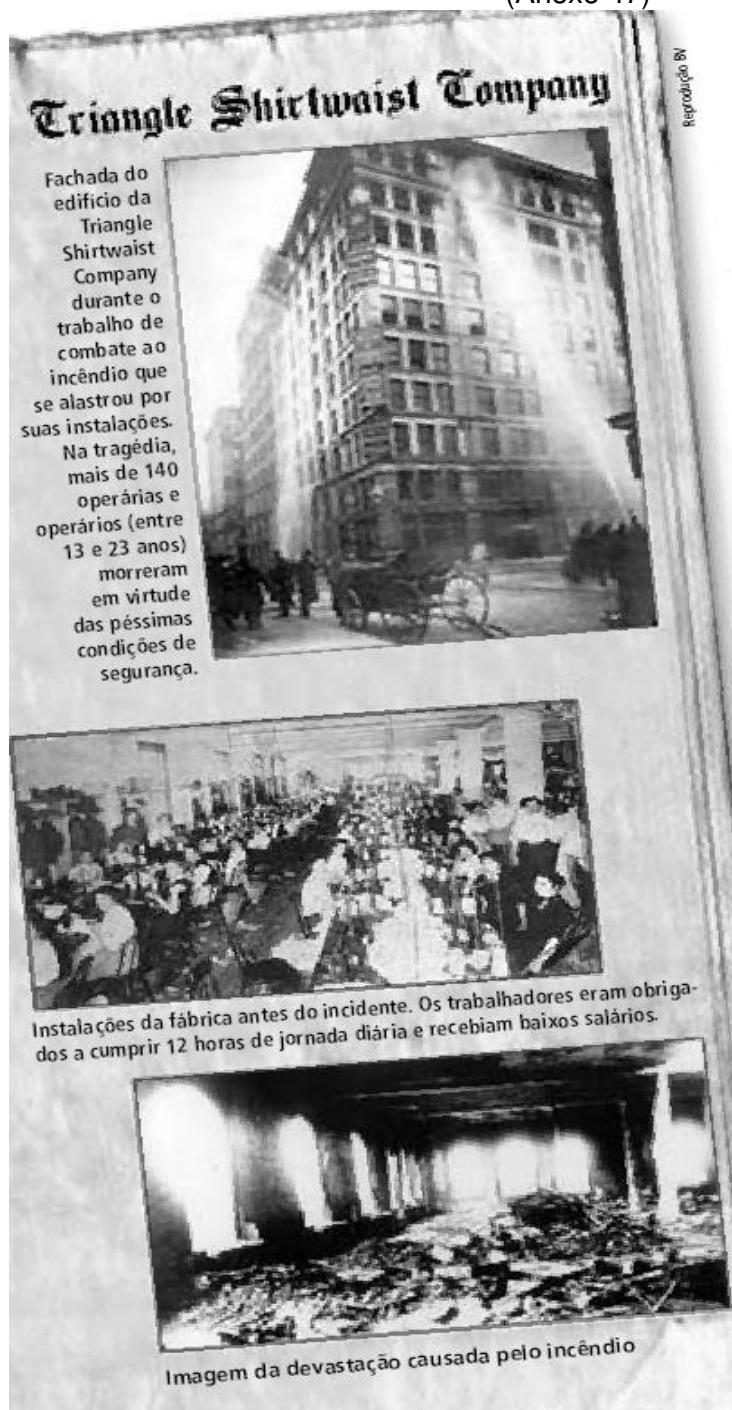 (Anexo 47)
Triangle Shirtwaist Company
Reprodução BV
Fachada do
edifício da
Triangle
Shirtwaist
Company
durante o
trabalho de
combate ao
incêndio que
se alastrou por
suas instalações.
Na tragédia,
mais de 140
operárias e
operários (entre
13 e 23 anos)
morreram
em virtude
das péssimas
condições de
segurança.
Instalações da fábrica antes do incidente. Os trabalhadores eram obriga-
dos a cumprir 12 horas de jornada diária e recebiam baixos salários.
Imagem da devastação causada pelo incêndio